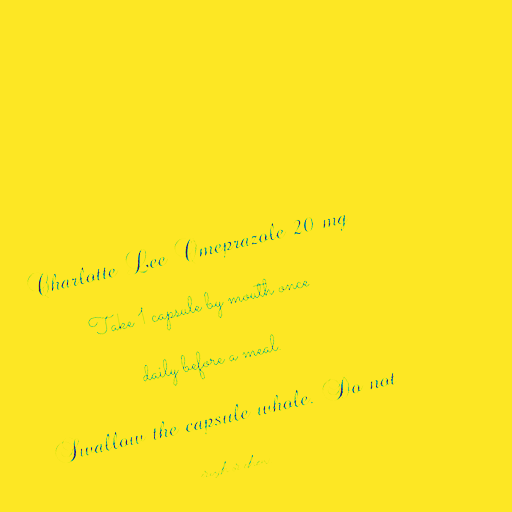 Charlotte Lee Omeprazole 20 mg
Take 1 capsule by mouth once
daily before a meal
Swallow the capsule whole. Do not